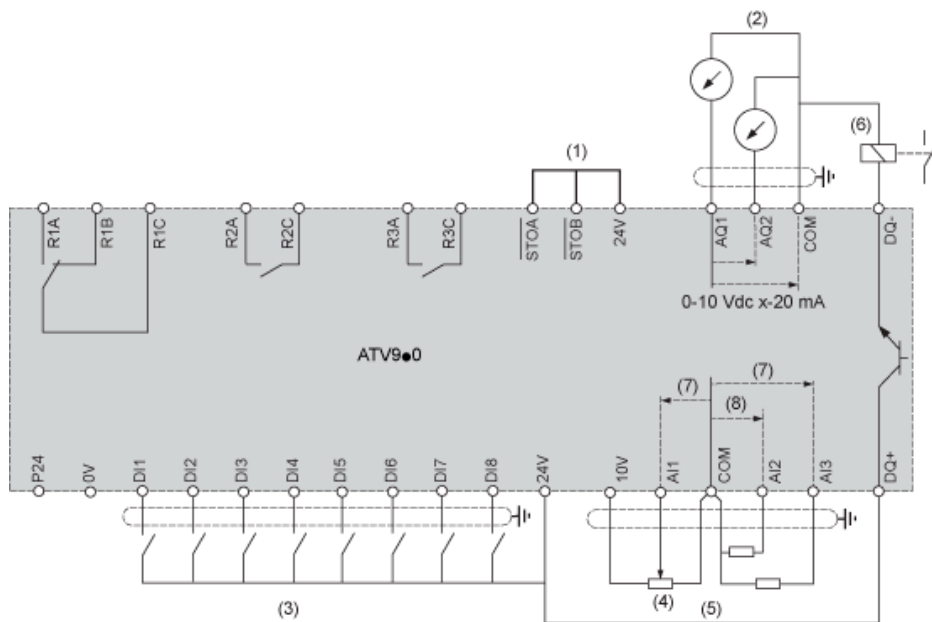 (2)
(6)
(1)
R1A R1B R1C R2A R2C R3A R3C STOA STOB 24V AQ1 AQ2 COM DQ-
0-10 Vdc x-20 mA
ATV9●0
(7) (7)
(8)
P24 0V DI1 DI2 DI3 DI4 DI5 DI6 DI7 DI8 24V 10V AI1 COM AI2 AI3 DQ+
(3) (4) (5)